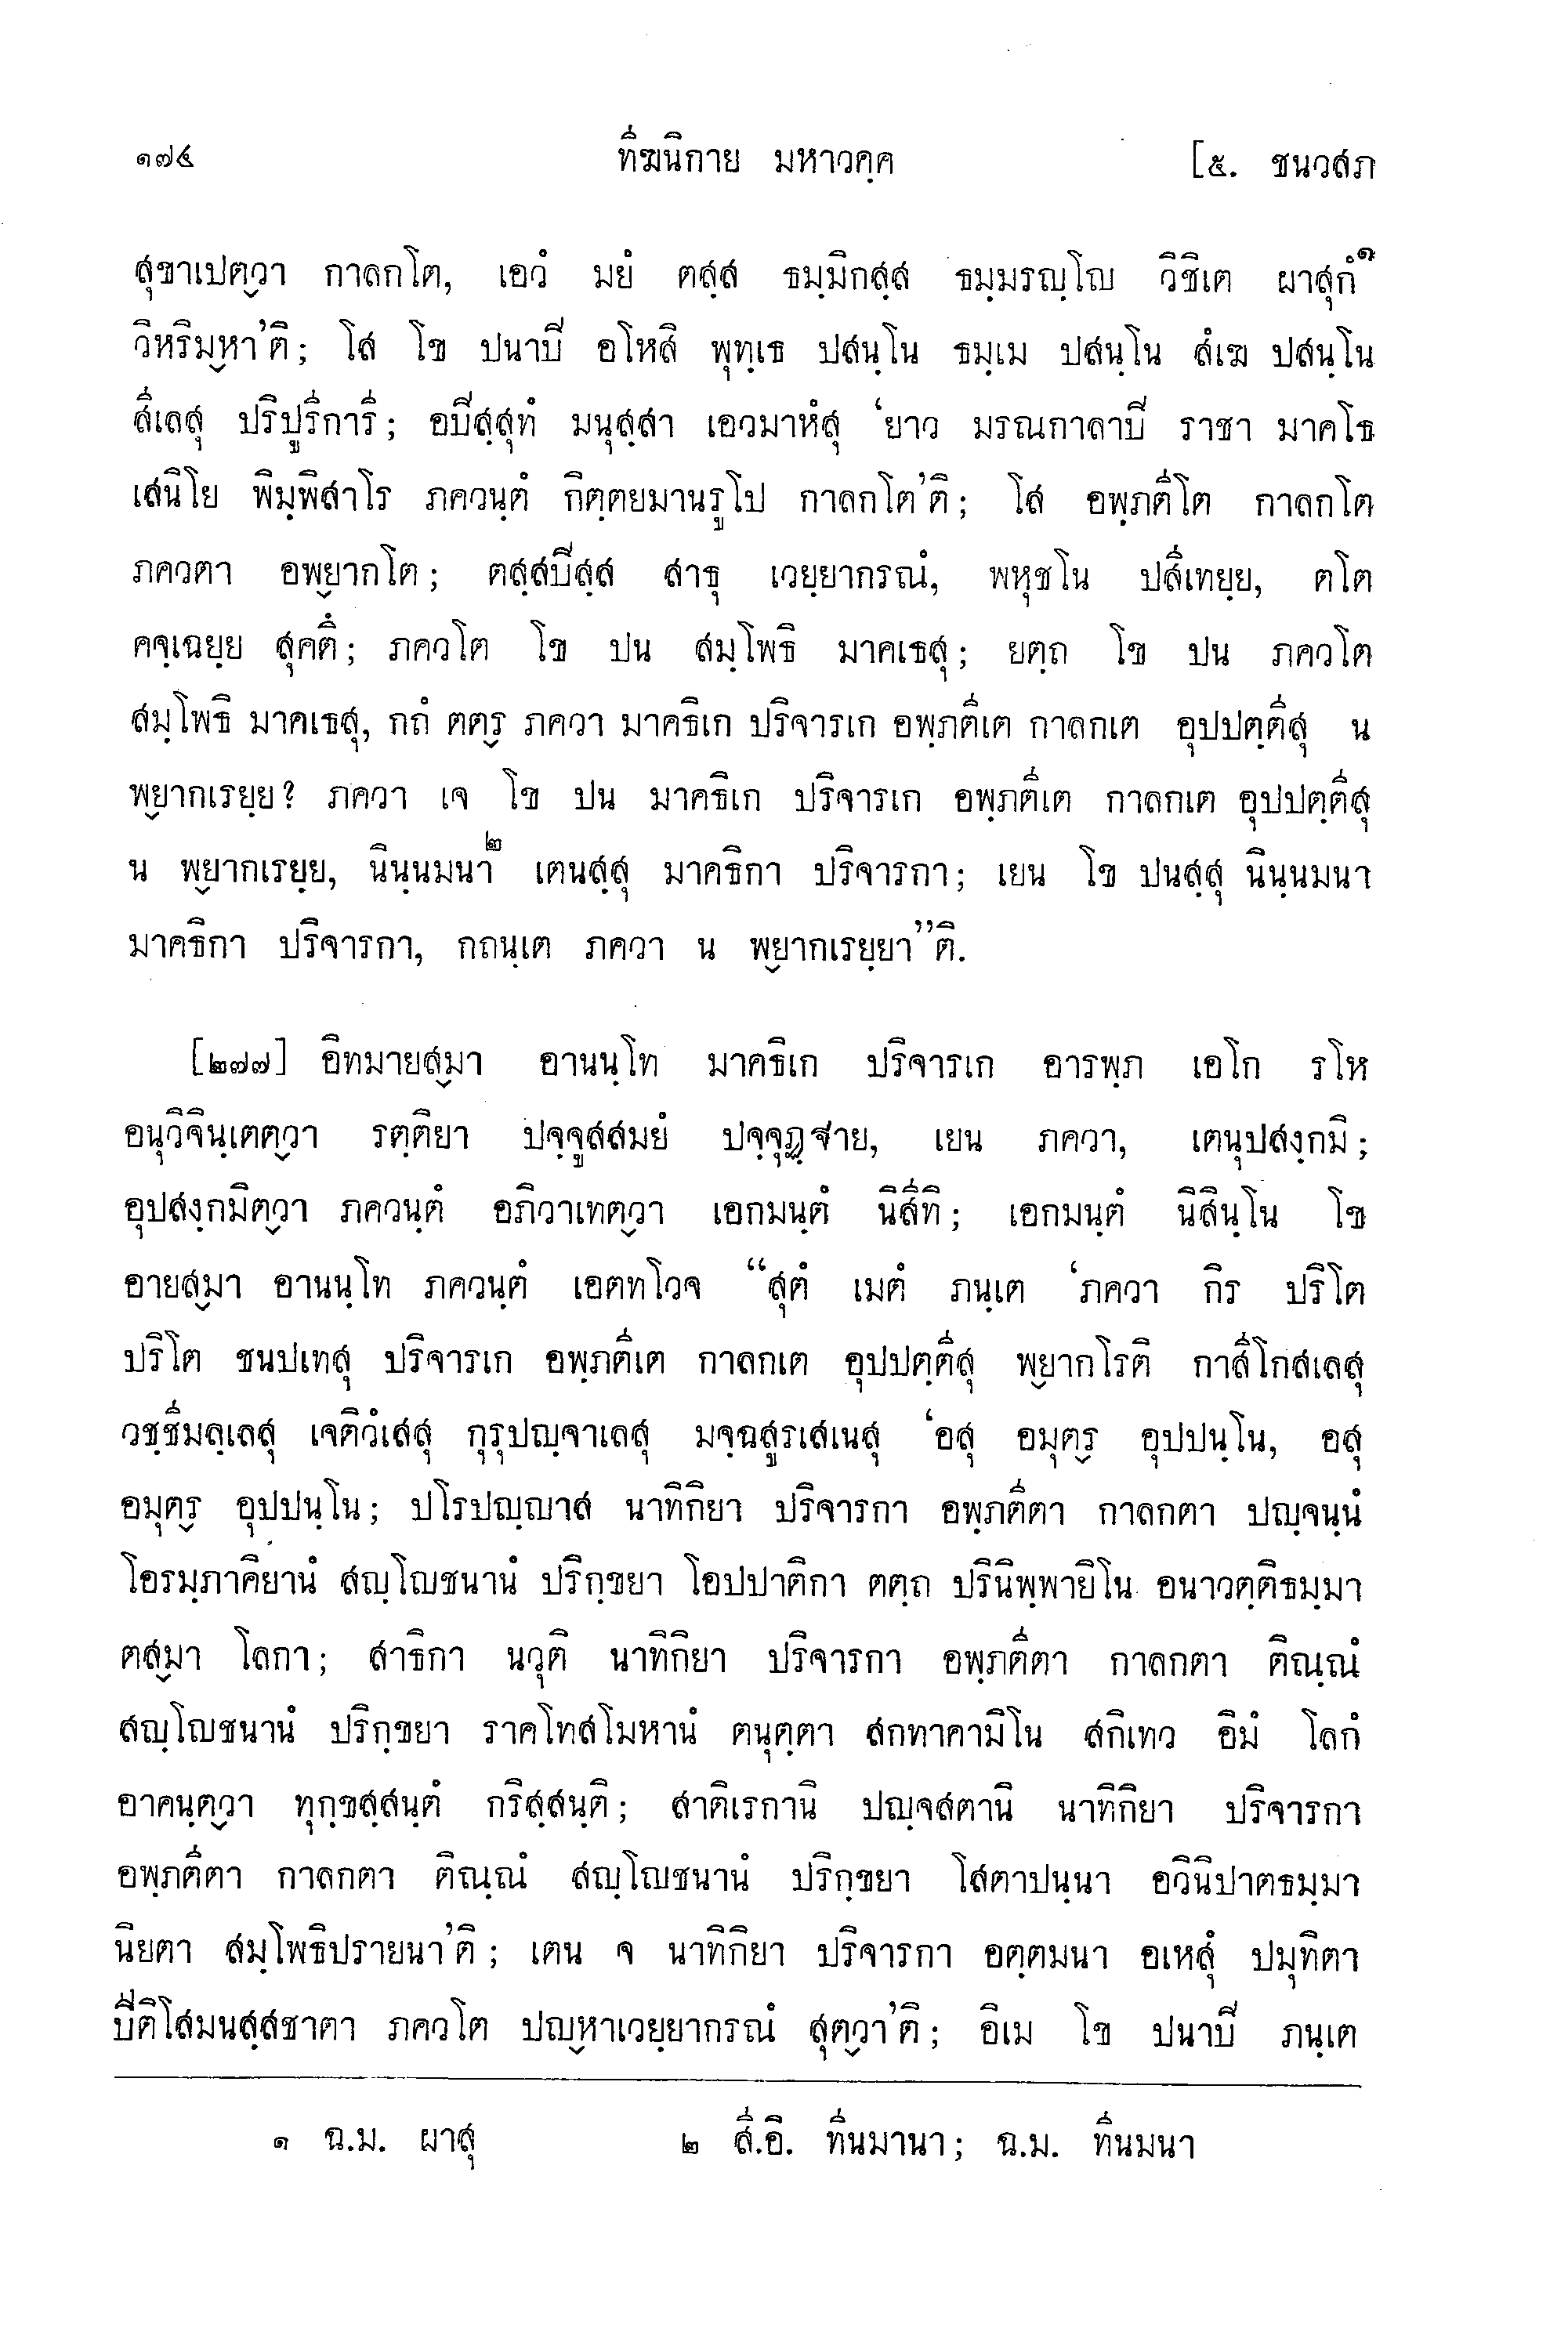 ๑๗๔ ทีฆนิกาย มหาวคฺค [๕. ชนวสภ
สุขาเปตฺวา กาลกโต, เอวํ มยํ ตสฺส ธมฺมิกสฺส ธมฺมรญฺโญ วิชิเต ผาสุกํ๑
วิหริมฺหา’ติ; โส โข ปนาปิ อโหสิ พุทฺเธ ปสนฺโน ธมฺเม ปสนฺโน สํเฆ ปสนฺโน
สีเลสุ ปริปูรีการี; อปิสฺสุทํ มนุสฺสา เอวมาหํสุ ‘ยาว มรณกาลาปิ ราชา มาคโธ
เสนิโย พิมฺพิสาโร ภควนฺตํ กิตฺตยมานรูโป กาลกโต’ติ; โส อพฺภตีโต กาลกโต
ภควตา อพฺยากโต; ตสฺสปิสฺส สาธุ เวยฺยากรณํ, พหุชโน ปสีเทยฺย, ตโต
คจฺเฉยฺย สุคตึ; ภควโต โข ปน สมฺโพธิ มาคเธสุ; ยตฺถ โข ปน ภควโต
สมฺโพธิ มาคเธสุ, กถํ ตตฺร ภควา มาคธิเก ปริจารเก อพฺภตีเต กาลกเต อุปปตฺตีสุ น
พฺยากเรยฺย? ภควา เจ โข ปน มาคธิเก ปริจารเก อพฺภตีเต กาลกเต อุปปตฺตีสุ
น พฺยากเรยฺย, นินฺนมนา๒ เตนสฺสุ มาคธิกา ปริจารกา; เยน โข ปนสฺสุ นินฺนมนา
มาคธิกา ปริจารกา, กถนฺเต ภควา น พฺยากเรยฺยา”ติ.
[๒๗๗] อิทมายสฺมา อานนฺโท มาคธิเก ปริจารเก อารพฺภ เอโก รโห
อนุวิจินฺเตตฺวา รตฺติยา ปจฺจูสสมยํ ปจฺจุฏฺฐาย, เยน ภควา, เตนุปสงฺกมิ;
อุปสงฺกมิตฺวา ภควนฺตํ อภิวาเทตฺวา เอกมนฺตํ นิสีทิ; เอกมนฺตํ นิสินฺโน โข
อายสฺมา อานนฺโท ภควนฺตํ เอตทโวจ “สุตํ เมตํ ภนฺเต ‘ภควา กิร ปริโต
ปริโต ชนปเทสุ ปริจารเก อพฺภตีเต กาลกเต อุปปตฺตีสุ พฺยากโรติ กาสีโกสเลสุ
วชฺชีมลฺเลสุ เจติวํเสสุ กุรุปญฺจาเลสุ มจฺฉสูรเสเนสุ ‘อสุ อมุตฺร อุปปนฺโน, อสุ
อมุตฺร อุปปนฺโน; ปโรปญฺญาส นาทิกิยา ปริจารกา อพฺภตีตา กาลกตา ปญฺจนฺนํ
โอรมฺภาคิยานํ สญฺโญชนานํ ปริกฺขยา โอปปาติกา ตตฺถ ปรินิพฺพายิโน อนาวตฺติธมฺมา
ตสฺมา โลกา; สาธิกา นวุติ นาทิกิยา ปริจารกา อพฺภตีตา กาลกตา ติณฺณํ
สญฺโญชนานํ ปริกฺขยา ราคโทสโมหานํ ตนุตฺตา สกทาคามิโน สกิเทว อิมํ โลกํ
อาคนฺตฺวา ทุกฺขสฺสนฺตํ กริสฺสนฺติ; สาติเรกานิ ปญฺจสตานิ นาทิกิยา ปริจารกา
อพฺภตีตา กาลกตา ติณฺณํ สญฺโญชนานํ ปริกฺขยา โสตาปนฺนา อวินิปาตธมฺมา
นิยตา สมฺโพธิปรายนา’ติ; เตน จ นาทิกิยา ปริจารกา อตฺตมนา อเหสุํ ปมุทิตา
ปีติโสมนสฺสชาตา ภควโต ปญฺหาเวยฺยากรณํ สุตฺวา’ติ; อิเม โข ปนาปิ ภนฺเต
๑ ฉ.ม. ผาสุ ๒ สี.อิ. ทีนมานา; ฉ.ม. ทีนมนา